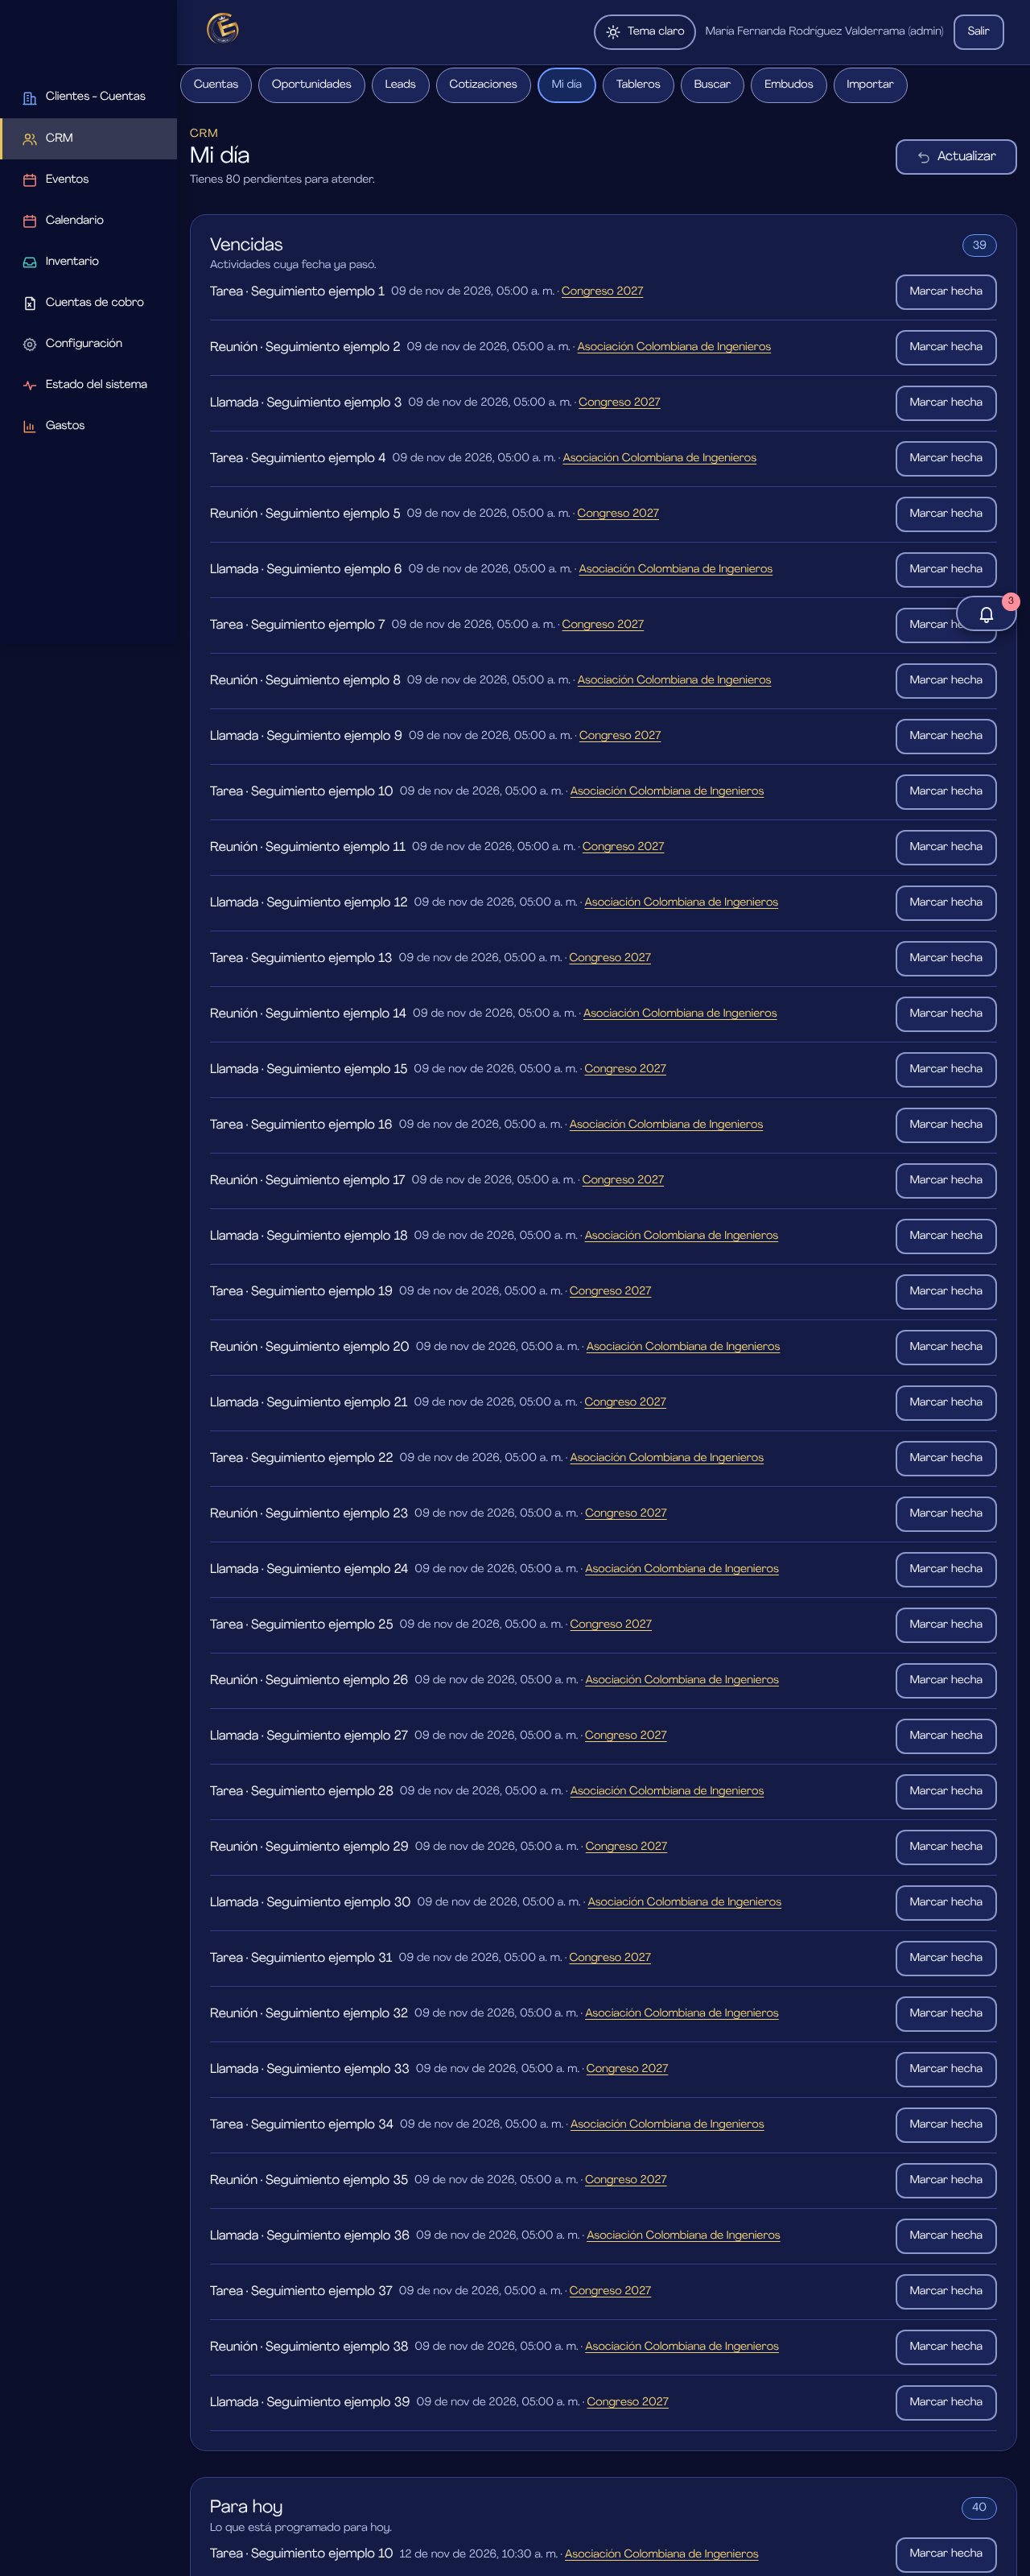 Tema claro
María Fernanda Rodríguez Valderrama (admin)
Salir
Clientes - Cuentas
CRM
Eventos
Calendario
Inventario
Cuentas de cobro
Configuración
Estado del sistema
Gastos
Cuentas
Oportunidades
Leads
Cotizaciones
Mi día
Tableros
Buscar
Embudos
Importar
CRM
Mi día
Tienes 80 pendientes para atender.
Actualizar
Vencidas
39
Actividades cuya fecha ya pasó.
Tarea · Seguimiento ejemplo 1 09 de nov de 2026, 05:00 a. m. · Congreso 2027 Marcar hecha
Reunión · Seguimiento ejemplo 2 09 de nov de 2026, 05:00 a. m. · Asociación Colombiana de Ingenieros Marcar hecha
Llamada · Seguimiento ejemplo 3 09 de nov de 2026, 05:00 a. m. · Congreso 2027 Marcar hecha
Tarea · Seguimiento ejemplo 4 09 de nov de 2026, 05:00 a. m. · Asociación Colombiana de Ingenieros Marcar hecha
Reunión · Seguimiento ejemplo 5 09 de nov de 2026, 05:00 a. m. · Congreso 2027 Marcar hecha
Llamada · Seguimiento ejemplo 6 09 de nov de 2026, 05:00 a. m. · Asociación Colombiana de Ingenieros Marcar hecha
3
Tarea · Seguimiento ejemplo 7 09 de nov de 2026, 05:00 a. m. · Congreso 2027 Marcar
Reunión · Seguimiento ejemplo 8 09 de nov de 2026, 05:00 a. m. · Asociación Colombiana de Ingenieros Marcar hecha
Llamada · Seguimiento ejemplo 9 09 de nov de 2026, 05:00 a. m. · Congreso 2027 Marcar hecha
Tarea · Seguimiento ejemplo 10 09 de nov de 2026, 05:00 a. m. · Asociación Colombiana de Ingenieros Marcar hecha
Reunión · Seguimiento ejemplo 11 09 de nov de 2026, 05:00 a. m. · Congreso 2027 Marcar hecha
Llamada · Seguimiento ejemplo 12 09 de nov de 2026, 05:00 a. m. · Asociación Colombiana de Ingenieros Marcar hecha
Tarea · Seguimiento ejemplo 13 09 de nov de 2026, 05:00 a. m. · Congreso 2027 Marcar hecha
Reunión · Seguimiento ejemplo 14 09 de nov de 2026, 05:00 a. m. · Asociación Colombiana de Ingenieros Marcar hecha
Llamada · Seguimiento ejemplo 15 09 de nov de 2026, 05:00 a. m. · Congreso 2027 Marcar hecha
Tarea · Seguimiento ejemplo 16 09 de nov de 2026, 05:00 a. m. · Asociación Colombiana de Ingenieros Marcar hecha
Reunión · Seguimiento ejemplo 17 09 de nov de 2026, 05:00 a. m. · Congreso 2027 Marcar hecha
Llamada · Seguimiento ejemplo 18 09 de nov de 2026, 05:00 a. m. · Asociación Colombiana de Ingenieros Marcar hecha
Tarea · Seguimiento ejemplo 19 09 de nov de 2026, 05:00 a. m. · Congreso 2027 Marcar hecha
Reunión · Seguimiento ejemplo 20 09 de nov de 2026, 05:00 a. m. · Asociación Colombiana de Ingenieros Marcar hecha
Llamada · Seguimiento ejemplo 21 09 de nov de 2026, 05:00 a. m. · Congreso 2027 Marcar hecha
Tarea · Seguimiento ejemplo 22 09 de nov de 2026, 05:00 a. m. · Asociación Colombiana de Ingenieros Marcar hecha
Reunión · Seguimiento ejemplo 23 09 de nov de 2026, 05:00 a. m. · Congreso 2027 Marcar hecha
Llamada · Seguimiento ejemplo 24 09 de nov de 2026, 05:00 a. m. · Asociación Colombiana de Ingenieros Marcar hecha
Tarea · Seguimiento ejemplo 25 09 de nov de 2026, 05:00 a. m. · Congreso 2027 Marcar hecha
Reunión · Seguimiento ejemplo 26 09 de nov de 2026, 05:00 a. m. · Asociación Colombiana de Ingenieros Marcar hecha
Llamada · Seguimiento ejemplo 27 09 de nov de 2026, 05:00 a. m. · Congreso 2027 Marcar hecha
Tarea · Seguimiento ejemplo 28 09 de nov de 2026, 05:00 a. m. · Asociación Colombiana de Ingenieros Marcar hecha
Reunión · Seguimiento ejemplo 29 09 de nov de 2026, 05:00 a. m. · Congreso 2027 Marcar hecha
Llamada · Seguimiento ejemplo 30 09 de nov de 2026, 05:00 a. m. · Asociación Colombiana de Ingenieros Marcar hecha
Tarea · Seguimiento ejemplo 31 09 de nov de 2026, 05:00 a. m. · Congreso 2027 Marcar hecha
Reunión · Seguimiento ejemplo 32 09 de nov de 2026, 05:00 a. m. · Asociación Colombiana de Ingenieros Marcar hecha
Llamada · Seguimiento ejemplo 33 09 de nov de 2026, 05:00 a. m. · Congreso 2027 Marcar hecha
Tarea · Seguimiento ejemplo 34 09 de nov de 2026, 05:00 a. m. · Asociación Colombiana de Ingenieros Marcar hecha
Reunión · Seguimiento ejemplo 35 09 de nov de 2026, 05:00 a. m. · Congreso 2027 Marcar hecha
Llamada · Seguimiento ejemplo 36 09 de nov de 2026, 05:00 a. m. · Asociación Colombiana de Ingenieros Marcar hecha
Tarea · Seguimiento ejemplo 37 09 de nov de 2026, 05:00 a. m. · Congreso 2027 Marcar hecha
Reunión · Seguimiento ejemplo 38 09 de nov de 2026, 05:00 a. m. · Asociación Colombiana de Ingenieros Marcar hecha
Llamada · Seguimiento ejemplo 39 09 de nov de 2026, 05:00 a. m. · Congreso 2027 Marcar hecha
Para hoy
40
Lo que está programado para hoy.
Tarea · Seguimiento ejemplo 10 12 de nov de 2026, 10:30 a. m. · Asociación Colombiana de Ingenieros Marcar hecha